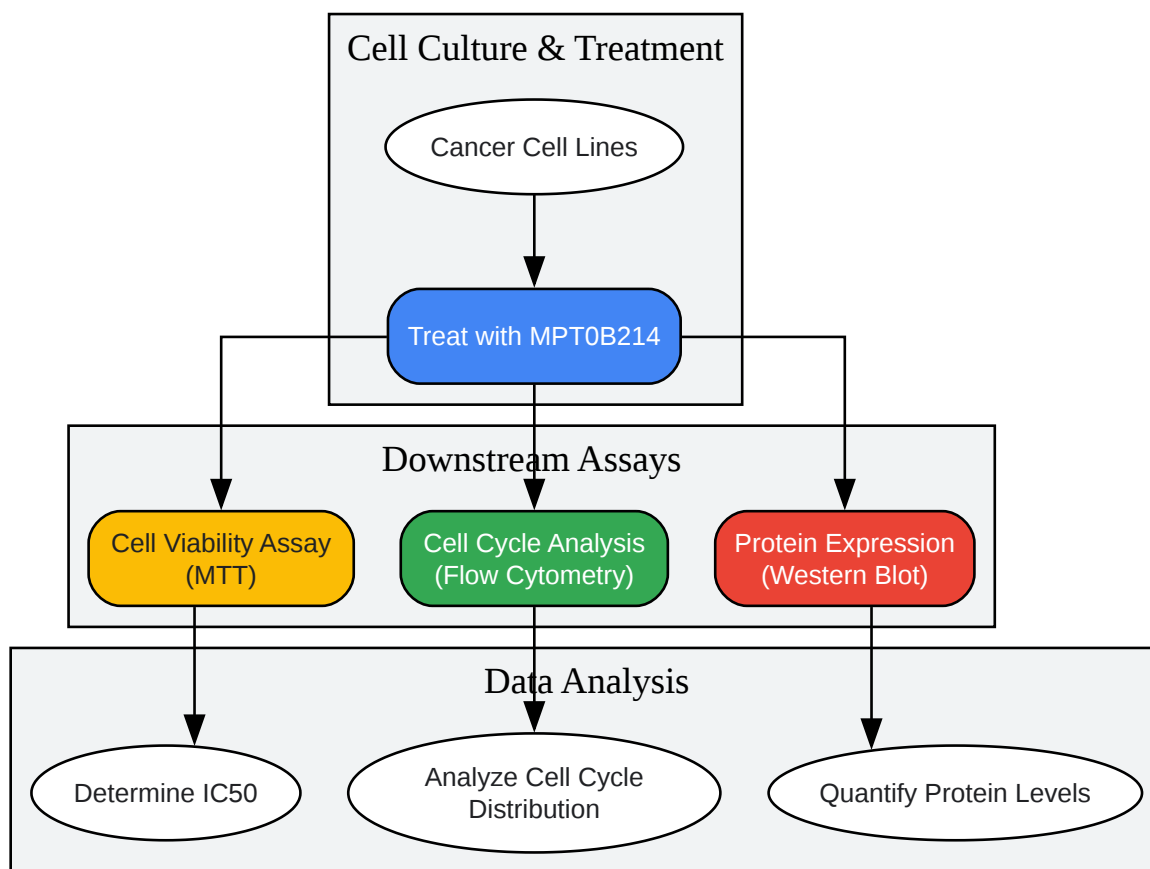 Cell Culture & Treatment
Cancer Cell Lines
Treat with MPT0B214
Downstream Assays
Cell Viability Assay
(MTT)
Cell Cycle Analysis
(Flow Cytometry)
Protein Expression
(Western Blot)
Data Analysis
Determine IC50
Analyze Cell Cycle
Distribution
Quantify Protein Levels